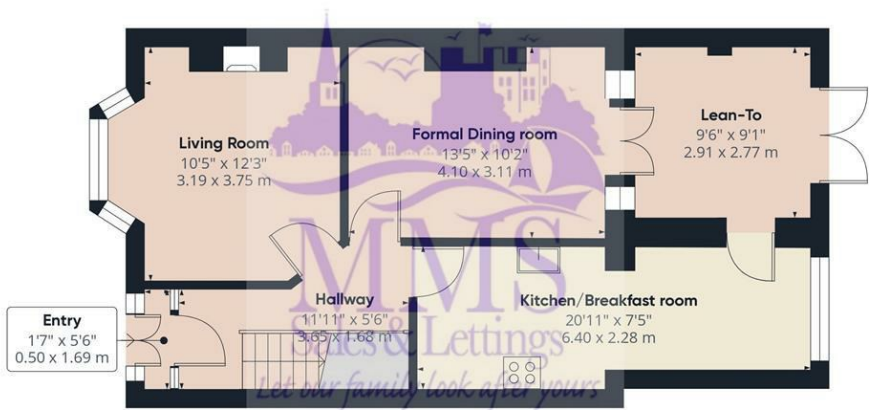 Living Room
10'5" x 12'3"
3.19 x 3.75 m
Formal Dining room
13'5" x 10'2"
4.10 x 3.11 m
Lean-To
9'6" x 9'1"
2.91 x 2.77 m
MMS
Sales & Lettings
Let our family look after yours
Hallway
11'11" x 5'6"
3.65 x 1.68 m
Kitchen/Breakfast room
20'11" x 7'5"
6.40 x 2.28 m
Entry
1'7" x 5'6"
0.50 x 1.69 m